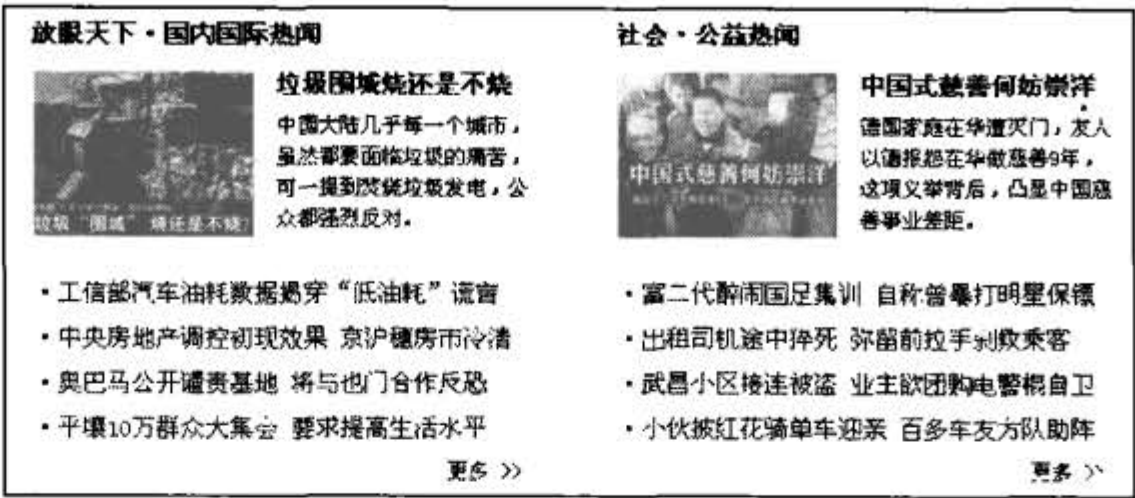 放眼天下·国内国际热闻
垃圾围城烧还是不烧
中国大陆几乎每一个城市，
虽然都要面临垃圾的痛苦，
可一提到焚烧垃圾发电，公
众都强烈反对。
垃圾“围城” 烧还是不烧?
·工信部汽车油耗数据揭穿“低油耗”谎言
·中央房地产调控初现效果 京沪穗房市冷清
·奥巴马公开谴责基地 将与他们合作反恐
·平壤10万群众大集会 要求提高生活水平
更多 >>
社会·公益热闻
中国式慈善何妨崇洋
德国家庭在华遭灭门，友人
以德报怨在华做慈善9年，
这项义举背后，凸显中国慈
善事业差距。
中国式慈善何妨崇洋
·富二代醉闹国足集训 自称曾暴打明星保镖
·出租司机途中猝死 弥留前拉手刹救乘客
·武昌小区接连被盗 业主欲团购电警棍自卫
·小伙披红花骑单车迎亲 百多车友方队助阵
更多 >>